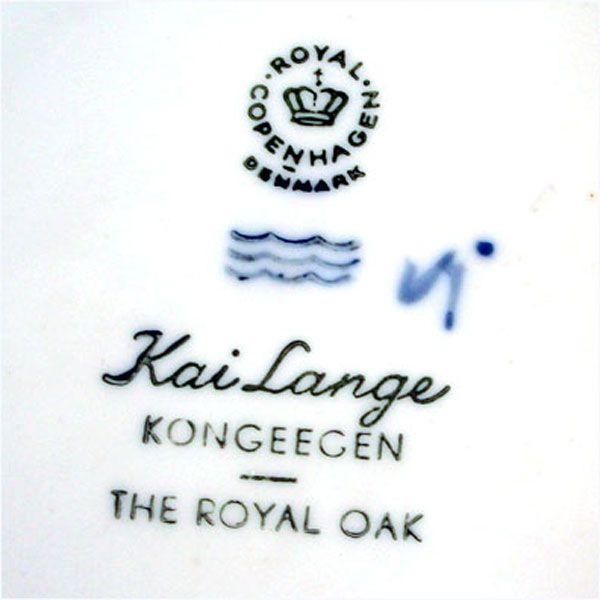 ROYAL
COPENHAGEN
DENMARK
Kai Lange
KONGEEGEN
THE ROYAL OAK